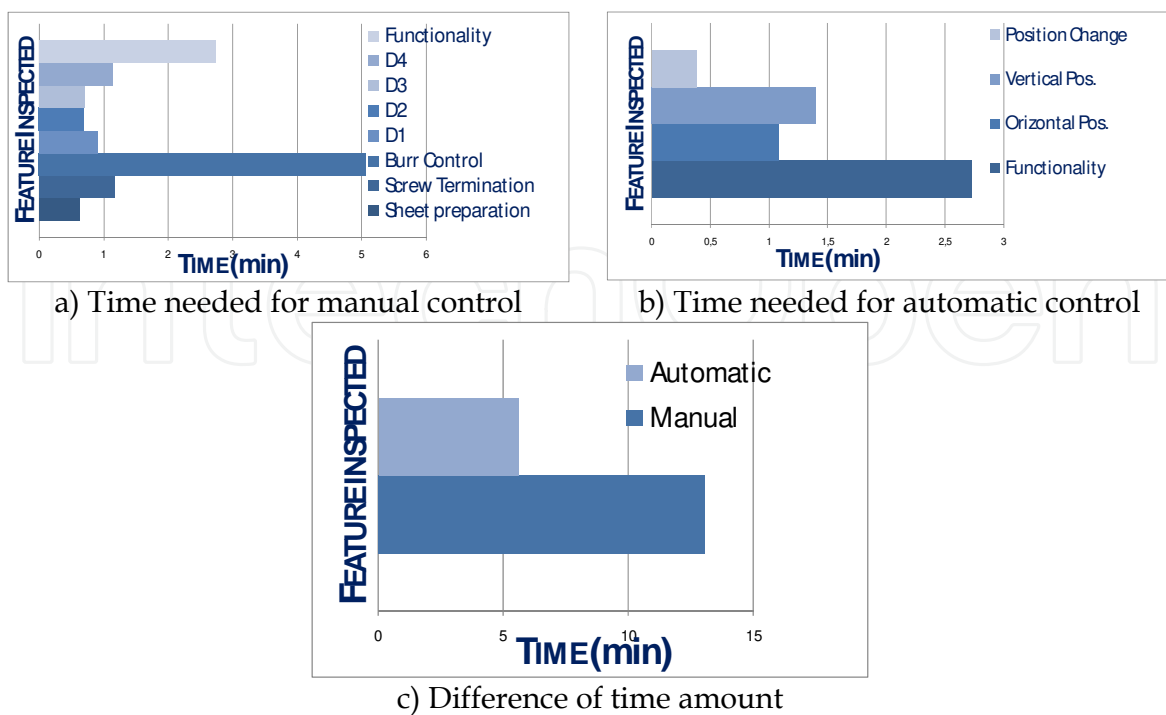 FEATURE INSPECTED
Functionality
D4
D3
D2
D1
Burr Control
Screw Termination
Sheet preparation
0 1 2 3 4 5 6
TIME (min)
a) Time needed for manual control
FEATURE INSPECTED
Position Change
Vertical Pos.
Orizontal Pos.
Functionality
0 0,5 1 1,5 2 2,5 3
TIME (min)
b) Time needed for automatic control
intechopen
FEATURE INSPECTED
Automatic
Manual
0 5 10 15
TIME (min)
c) Difference of time amount